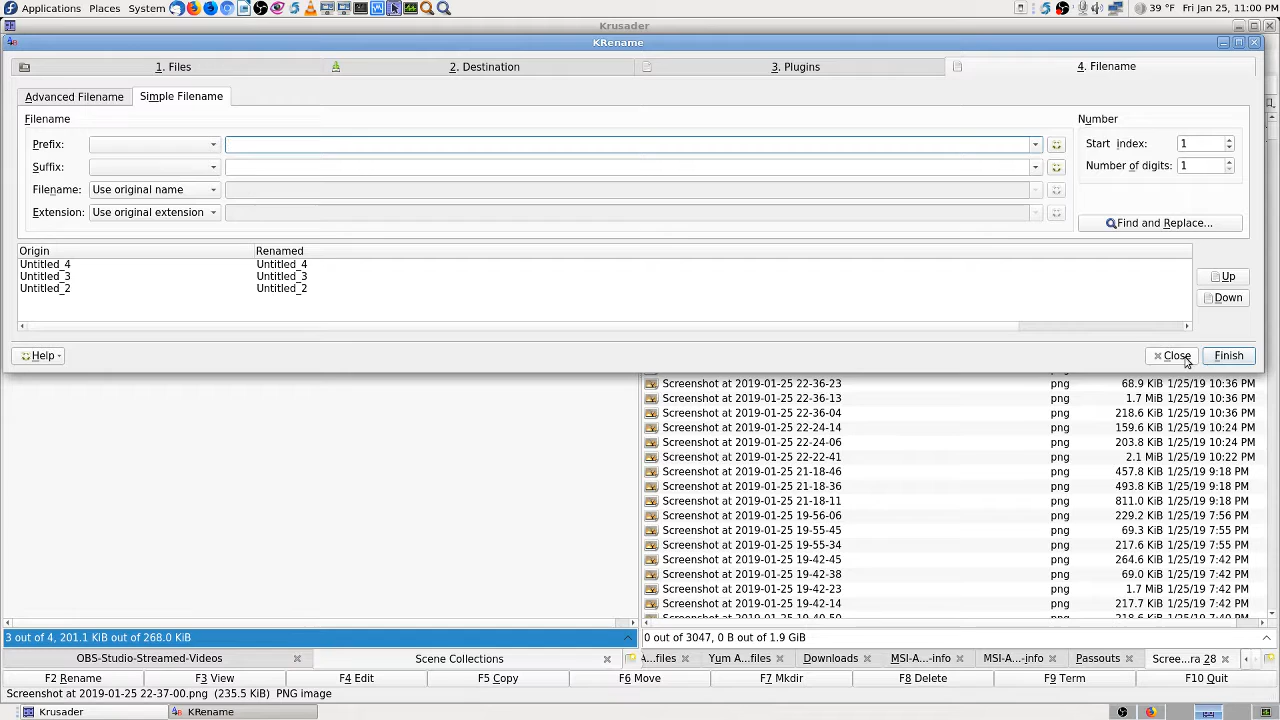 Applications Places System 39 °F Fri Jan 25, 11:00 PM
Krusader
KRename
1. Files
2. Destination
3. Plugins
4. Filename
Advanced Filename
Simple Filename
Filename
Number
Prefix:
Start index: 1
Suffix:
Number of digits: 1
Filename: Use original name
Extension: Use original extension
Find and Replace...
Origin Renamed
Untitled_4 Untitled_4
Untitled_3 Untitled_3
Untitled_2 Untitled_2
Up
Down
Help
Close
Finish
Screenshot at 2019-01-25 22-36-23 png 68.9 KiB 1/25/19 10:36 PM
Screenshot at 2019-01-25 22-36-13 png 1.7 MiB 1/25/19 10:36 PM
Screenshot at 2019-01-25 22-36-04 png 218.6 KiB 1/25/19 10:36 PM
Screenshot at 2019-01-25 22-24-14 png 159.6 KiB 1/25/19 10:24 PM
Screenshot at 2019-01-25 22-24-06 png 203.8 KiB 1/25/19 10:24 PM
Screenshot at 2019-01-25 22-22-41 png 2.1 MiB 1/25/19 10:22 PM
Screenshot at 2019-01-25 21-18-46 png 457.8 KiB 1/25/19 9:18 PM
Screenshot at 2019-01-25 21-18-36 png 493.8 KiB 1/25/19 9:18 PM
Screenshot at 2019-01-25 21-18-11 png 811.0 KiB 1/25/19 9:18 PM
Screenshot at 2019-01-25 19-56-06 png 229.2 KiB 1/25/19 7:56 PM
Screenshot at 2019-01-25 19-55-45 png 69.3 KiB 1/25/19 7:55 PM
Screenshot at 2019-01-25 19-55-34 png 217.6 KiB 1/25/19 7:55 PM
Screenshot at 2019-01-25 19-42-45 png 264.6 KiB 1/25/19 7:42 PM
Screenshot at 2019-01-25 19-42-38 png 69.0 KiB 1/25/19 7:42 PM
Screenshot at 2019-01-25 19-42-23 png 1.7 MiB 1/25/19 7:42 PM
Screenshot at 2019-01-25 19-42-14 png 217.7 KiB 1/25/19 7:42 PM
3 out of 4, 201.1 KiB out of 268.0 KiB
0 out of 3047, 0 B out of 1.9 GiB
OBS-Studio-Streamed-Videos
Scene Collections
A...files
Yum A...files
Downloads
MSI-A...-info
MSI-A...-info
Passouts
Scree...ra 28
F2 Rename F3 View F4 Edit F5 Copy F6 Move F7 Mkdir F8 Delete F9 Term F10 Quit
Screenshot at 2019-01-25 22-37-00.png (235.5 KiB) PNG image
Krusader
KRename